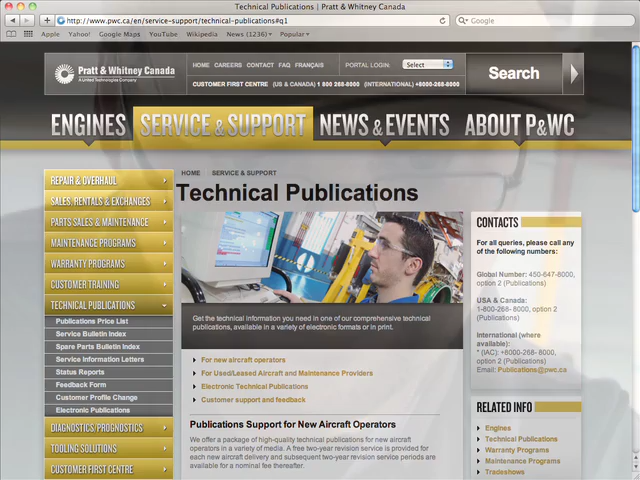 Technical Publications | Pratt & Whitney Canada
http://www.pwc.ca/en/service-support/technical-publications#q1
Google
Apple Yahoo! Google Maps YouTube Wikipedia News (1236) Popular
Pratt & Whitney Canada
A United Technologies Company
HOME CAREERS CONTACT FAQ FRANÇAIS
PORTAL LOGIN: Select
CUSTOMER FIRST CENTRE (US & CANADA) 1 800 268-8000 (INTERNATIONAL) +8000-268-8000
Search
ENGINES SERVICE & SUPPORT NEWS & EVENTS ABOUT P&WC
HOME SERVICE & SUPPORT
Technical Publications
REPAIR & OVERHAUL
SALES, RENTALS & EXCHANGES
PARTS SALES & MAINTENANCE
MAINTENANCE PROGRAMS
WARRANTY PROGRAMS
CUSTOMER TRAINING
TECHNICAL PUBLICATIONS
Publications Price List
Service Bulletin Index
Spare Parts Bulletin Index
Service Information Letters
Status Reports
Feedback Form
Customer Profile Change
Electronic Publications
DIAGNOSTICS/PROGNOSTICS
TOOLING SOLUTIONS
CUSTOMER FIRST CENTRE
Get the technical information you need in one of our comprehensive technical
publications, available in a variety of electronic formats or in print.
For new aircraft operators
For Used/Leased Aircraft and Maintenance Providers
Electronic Technical Publications
Customer support and feedback
Publications Support for New Aircraft Operators
We offer a package of high-quality technical publications for new aircraft
operators in a variety of media. A free two-year revision service is provided for
each new aircraft delivery and subsequent two-year revision service periods are
available for a nominal fee thereafter.
CONTACTS
For all queries, please call any
of the following numbers:
Global Number: 450-647-8000,
option 2 (Publications)
USA & Canada:
1-800-268- 8000, option 2
(Publications)
International (where
available):
* (IAC): +8000-268- 8000,
option 2 (Publications)
Email: Publications@pwc.ca
RELATED INFO
Engines
Technical Publications
Warranty Programs
Maintenance Programs
Tradeshows